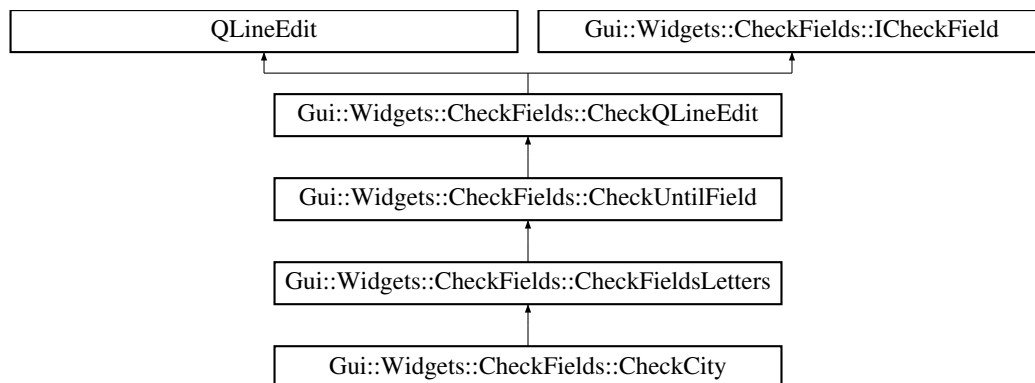 QLineEdit
Gui::Widgets::CheckFields::ICheckField
Gui::Widgets::CheckFields::CheckQLineEdit
Gui::Widgets::CheckFields::CheckUntilField
Gui::Widgets::CheckFields::CheckFieldsLetters
Gui::Widgets::CheckFields::CheckCity